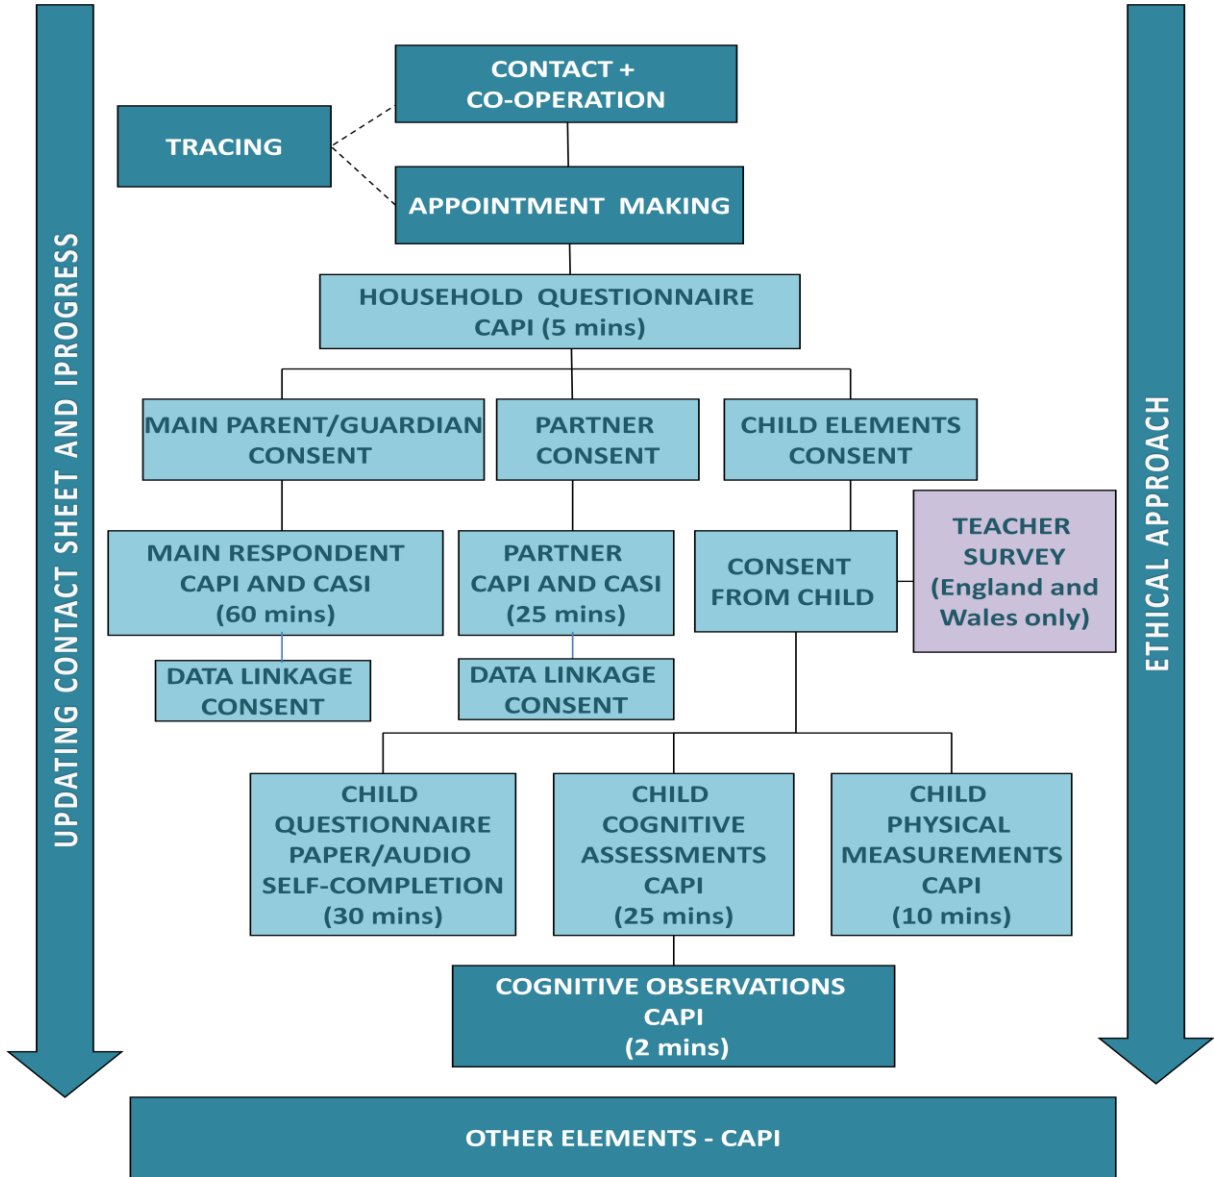 CONTACT +
CO-OPERATION
TRACING
APPOINTMENT MAKING
HOUSEHOLD QUESTIONNAIRE
CAPI (5 mins)
MAIN PARENT/GUARDIAN
CONSENT
PARTNER
CONSENT
CHILD ELEMENTS
CONSENT
MAIN RESPONDENT
CAPI AND CASI
(60 mins)
PARTNER
CAPI AND CASI
(25 mins)
CONSENT
FROM CHILD
TEACHER
SURVEY
(England and
Wales only)
DATA LINKAGE
CONSENT
DATA LINKAGE
CONSENT
CHILD
QUESTIONNAIRE
PAPER/AUDIO
SELF-COMPLETION
(30 mins)
CHILD
COGNITIVE
ASSESSMENTS
CAPI
(25 mins)
CHILD
PHYSICAL
MEASUREMENTS
CAPI
(10 mins)
COGNITIVE OBSERVATIONS
CAPI
(2 mins)
OTHER ELEMENTS - CAPI
UPDATING CONTACT SHEET AND IPROGRESS
ETHICAL APPROACH